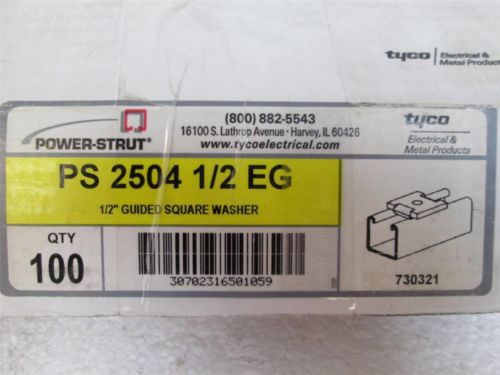 tyco
Electrical &
Metal Products
POWER-STRUT®
(800) 882-5543
16100 S. Lathrop Avenue · Harvey, IL 60426
www.tycoelectrical.com
tyco
Electrical &
Metal Products
PS 2504 1/2 EG
1/2" GUIDED SQUARE WASHER
QTY
100
30702316501059
730321